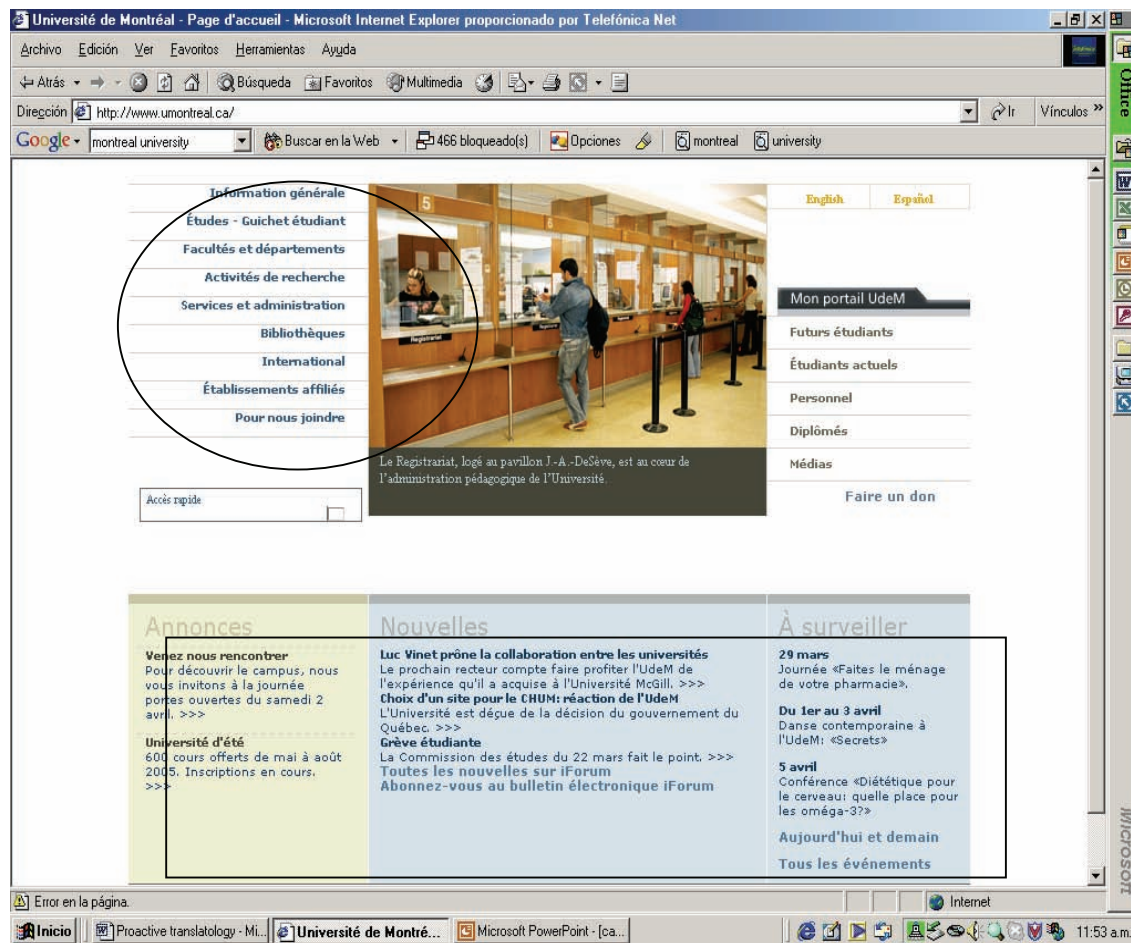 Université de Montréal - Page d'accueil - Microsoft Internet Explorer proporcionado por Telefónica Net
Archivo Edición Ver Favoritos Herramientas Ayuda
Atrás Búsqueda Favoritos Multimedia
Dirección http://www.umontreal.ca/ Ir Vínculos »
Google montreal university Buscar en la Web 466 bloqueado(s) Opciones montreal university
Office
Information générale
Études - Guichet étudiant
Facultés et départements
Activités de recherche
Services et administration
Bibliothèques
International
Établissements affiliés
Pour nous joindre
Accès rapide
5
6
Registrariat
Le Registrariat, logé au pavillon J.-A.-DeSève, est au cœur de
l'administration pédagogique de l'Université.
English Español
Mon portail UdeM
Futurs étudiants
Étudiants actuels
Personnel
Diplômés
Médias
Faire un don
Annonces
Venez nous rencontrer
Pour découvrir le campus, nous
vous invitons à la journée
portes ouvertes du samedi 2
avril. >>>
Université d'été
600 cours offerts de mai à août
2005. Inscriptions en cours.
>>>
Nouvelles
Luc Vinet prône la collaboration entre les universités
Le prochain recteur compte faire profiter l'UdeM de
l'expérience qu'il a acquise à l'Université McGill. >>>
Choix d'un site pour le CHUM: réaction de l'UdeM
L'Université est déçue de la décision du gouvernement du
Québec. >>>
Grève étudiante
La Commission des études du 22 mars fait le point. >>>
Toutes les nouvelles sur iForum
Abonnez-vous au bulletin électronique iForum
À surveiller
29 mars
Journée «Faites le ménage
de votre pharmacie».
Du 1er au 3 avril
Danse contemporaine à
l'UdeM: «Secrets»
5 avril
Conférence «Diététique pour
le cerveau: quelle place pour
les oméga-3?»
Aujourd'hui et demain
Tous les événements
Microsoft
Error en la página. Internet
Inicio Proactive translatology - Mi... Université de Montré... Microsoft PowerPoint - [ca... 11:53 a.m.